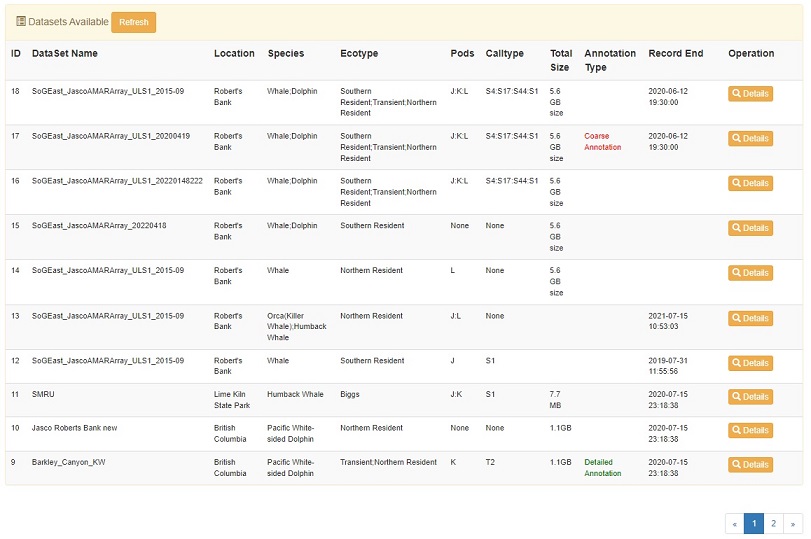 Datasets Available Refresh
ID DataSet Name Location Species Ecotype Pods Calltype Total Size Annotation Type Record End Operation
18 SoGEast_JascoAMARArray_ULS1_2015-09 Robert's Bank Whale;Dolphin Southern Resident;Transient;Northern Resident J:K:L S4:S17:S44:S1 5.6 GB size 2020-06-12 19:30:00 Details
17 SoGEast_JascoAMARArray_ULS1_20200419 Robert's Bank Whale;Dolphin Southern Resident;Transient;Northern Resident J:K:L S4:S17:S44:S1 5.6 GB size Coarse Annotation 2020-06-12 19:30:00 Details
16 SoGEast_JascoAMARArray_ULS1_20220148222 Robert's Bank Whale;Dolphin Southern Resident;Transient;Northern Resident J:K:L S4:S17:S44:S1 5.6 GB size Details
15 SoGEast_JascoAMARArray_20220418 Robert's Bank Whale;Dolphin Southern Resident None None 5.6 GB size Details
14 SoGEast_JascoAMARArray_ULS1_2015-09 Robert's Bank Whale Northern Resident L None 5.6 GB size Details
13 SoGEast_JascoAMARArray_ULS1_2015-09 Robert's Bank Orca(Killer Whale);Humback Whale Northern Resident J:L None 2021-07-15 10:53:03 Details
12 SoGEast_JascoAMARArray_ULS1_2015-09 Robert's Bank Whale Southern Resident J S1 2019-07-31 11:55:56 Details
11 SMRU Lime Kiln State Park Humback Whale Biggs J:K S1 7.7 MB 2020-07-15 23:18:38 Details
10 Jasco Roberts Bank new British Columbia Pacific White-sided Dolphin Northern Resident None None 1.1GB 2020-07-15 23:18:38 Details
9 Barkley_Canyon_KW British Columbia Pacific White-sided Dolphin Transient;Northern Resident K T2 1.1GB Detailed Annotation 2020-07-15 23:18:38 Details
« 1 2 »